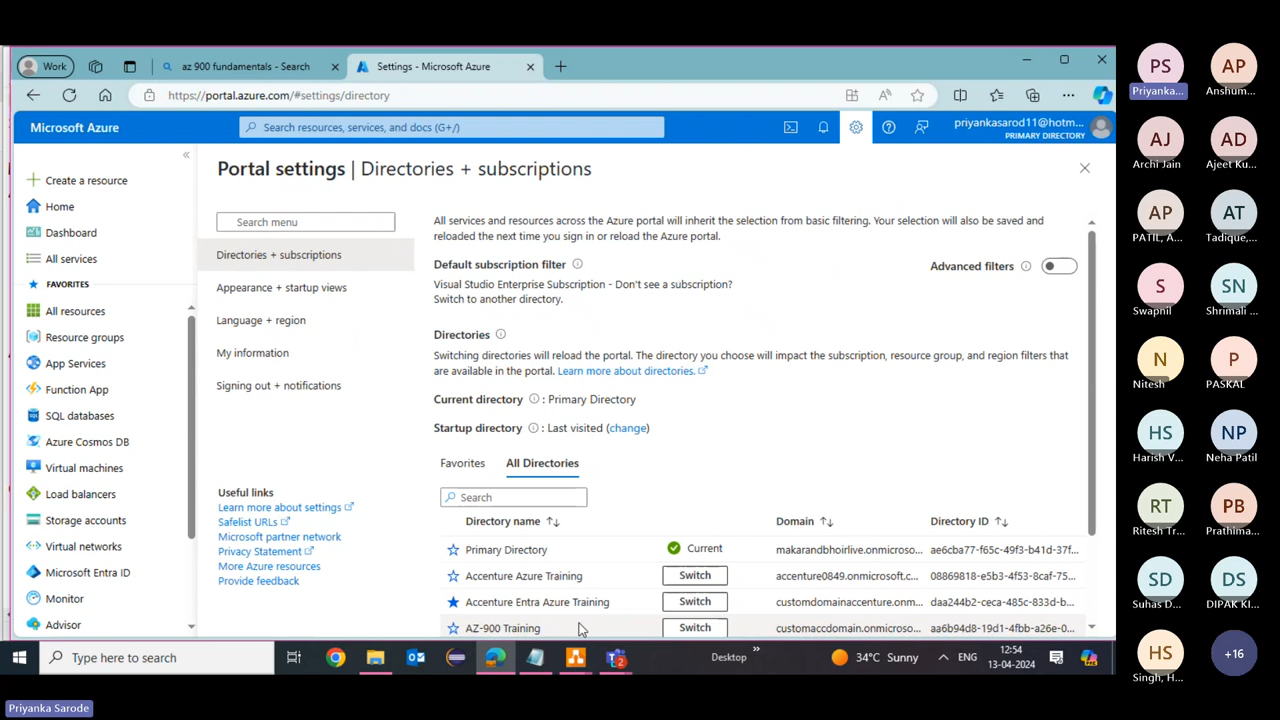 Work
az 900 fundamentals - Search
Settings - Microsoft Azure
https://portal.azure.com/#settings/directory
Microsoft Azure
Search resources, services, and docs (G+/)
priyankasarod11@hotm...
PRIMARY DIRECTORY
Create a resource
Home
Dashboard
All services
FAVORITES
All resources
Resource groups
App Services
Function App
SQL databases
Azure Cosmos DB
Virtual machines
Load balancers
Storage accounts
Virtual networks
Microsoft Entra ID
Monitor
Advisor
Portal settings | Directories + subscriptions
Search menu
Directories + subscriptions
Appearance + startup views
Language + region
My information
Signing out + notifications
Useful links
Learn more about settings
Safelist URLs
Microsoft partner network
Privacy Statement
More Azure resources
Provide feedback
All services and resources across the Azure portal will inherit the selection from basic filtering. Your selection will also be saved and
reloaded the next time you sign in or reload the Azure portal.
Default subscription filter
Advanced filters
Visual Studio Enterprise Subscription - Don't see a subscription?
Switch to another directory.
Directories
Switching directories will reload the portal. The directory you choose will impact the subscription, resource group, and region filters
that are available in the portal. Learn more about directories.
Current directory : Primary Directory
Startup directory : Last visited (change)
Favorites All Directories
Search
Directory name Domain Directory ID
Primary Directory Current makarandbhoirlive.onmicroso... ae6cba77-f65c-49f3-b41d-37f...
Accenture Azure Training Switch accenture0849.onmicrosoft.c... 08869818-e5b3-4f53-8caf-75...
Accenture Entra Azure Training Switch customdomainaccenture.onm... daa244b2-ceca-485c-833d-b...
AZ-900 Training Switch customaccdomain.onmicroso... aa6b94d8-19d1-4fbb-a26e-0...
Type here to search
2
Desktop
34°C Sunny
ENG
12:54
13-04-2024
Priyanka Sarode
PS
Priyanka...
AP
Anshum...
AJ
Archi Jain
AD
Ajeet Ku...
AP
PATIL, A...
AT
Tadique,...
S
Swapnil
SN
Shrimali ...
N
Nitesh
P
PASKAL
HS
Harish V...
NP
Neha Patil
RT
Ritesh Tr...
PB
Prathima...
SD
Suhas D...
DS
DIPAK KI...
HS
Singh, H...
+16